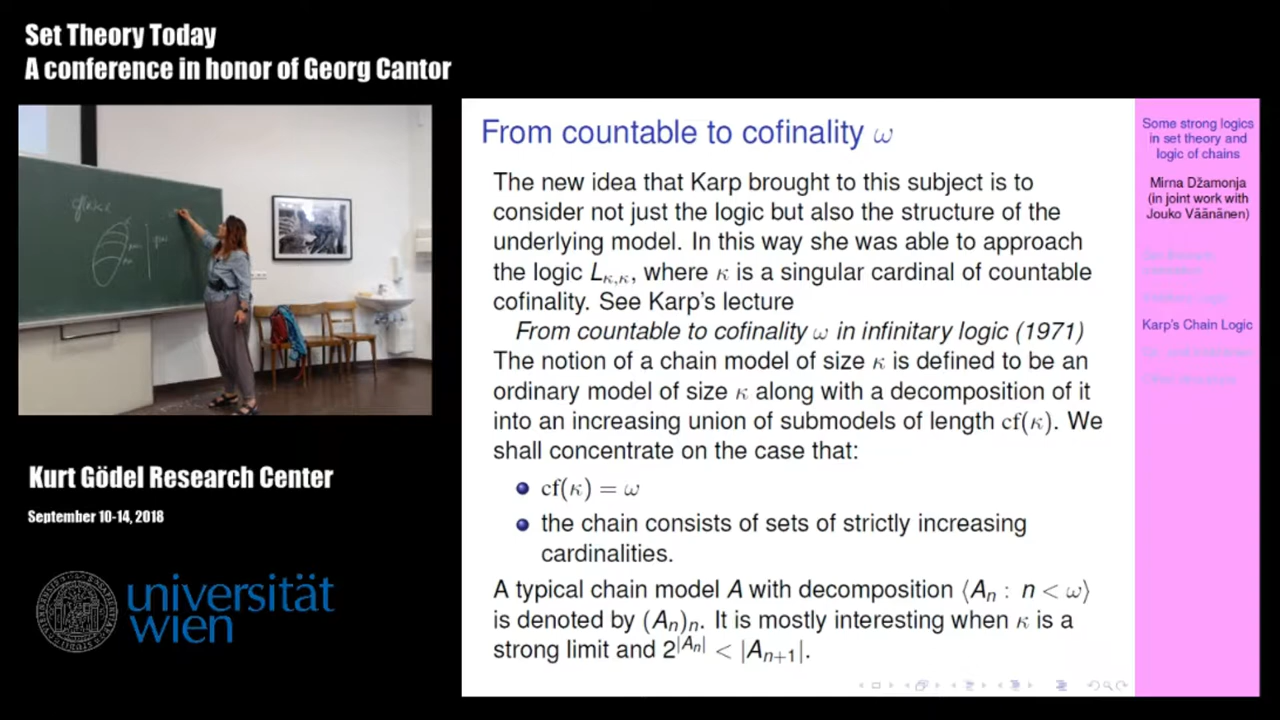 Set Theory Today
A conference in honor of Georg Cantor
Kurt Gödel Research Center
September 10-14, 2018
universität
wien
From countable to cofinality ω
The new idea that Karp brought to this subject is to
consider not just the logic but also the structure of the
underlying model. In this way she was able to approach
the logic Lκ,κ, where κ is a singular cardinal of countable
cofinality. See Karp's lecture
From countable to cofinality ω in infinitary logic (1971)
The notion of a chain model of size κ is defined to be an
ordinary model of size κ along with a decomposition of it
into an increasing union of submodels of length cf(κ). We
shall concentrate on the case that:
cf(κ) = ω
the chain consists of sets of strictly increasing
cardinalities.
A typical chain model A with decomposition ⟨Aₙ : n < ω⟩
is denoted by (Aₙ)ₙ. It is mostly interesting when κ is a
strong limit and 2^|Aₙ| < |Aₙ₊₁|.
Some strong logics
in set theory and
logic of chains
Mirna Džamonja
(in joint work with
Jouko Väänänen)
Karp's Chain Logic